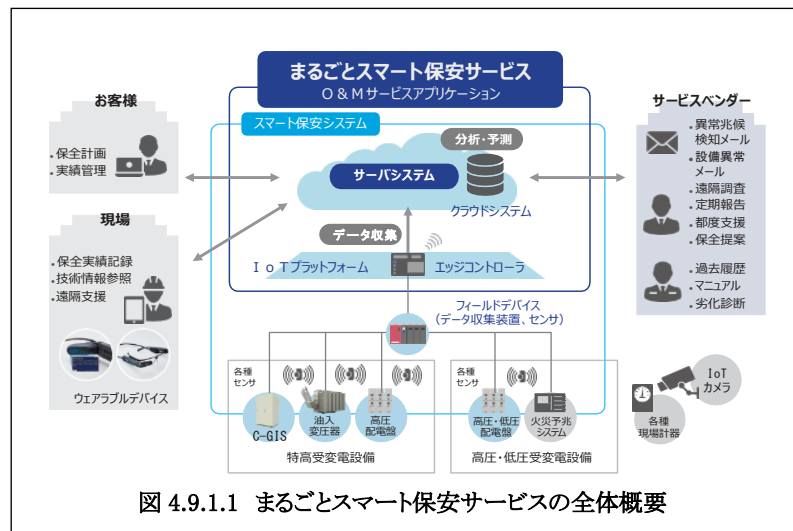 まるごとスマート保安サービス
O＆Mサービスアプリケーション
お客様
・保全計画
・実績管理
現場
・保全実績記録
・技術情報参照
・遠隔支援
ウェアラブルデバイス
スマート保安システム
分析・予測
サーバシステム
クラウドシステム
データ収集
IoTプラットフォーム
エッジコントローラ
フィールドデバイス
（データ収集装置、センサ）
各種
センサ
C-GIS
油入
変圧器
高圧
配電盤
特高受変電設備
各種
センサ
高圧・低圧
配電盤
火災予兆
システム
高圧・低圧受変電設備
サービスベンダー
・異常兆候
検知メール
・設備異常
メール
・遠隔調査
・定期報告
・都度支援
・保全提案
・過去履歴
・マニュアル
・劣化診断
IoT
カメラ
各種
現場計器
図 4.9.1.1 まるごとスマート保安サービスの全体概要